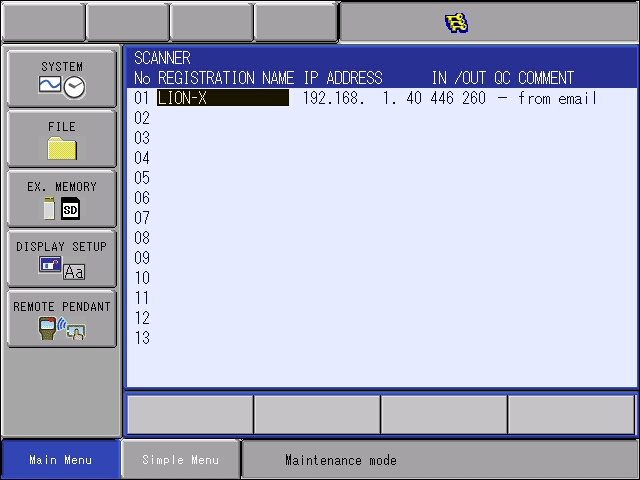 SCANNER
No REGISTRATION NAME IP ADDRESS IN /OUT QC COMMENT
01 LION-X 192.168. 1. 40 446 260 – from email
02
03
04
05
06
07
08
09
10
11
12
13
SYSTEM
FILE
EX. MEMORY
SD
DISPLAY SETUP
Aa
REMOTE PENDANT
Main Menu
Simple Menu
Maintenance mode